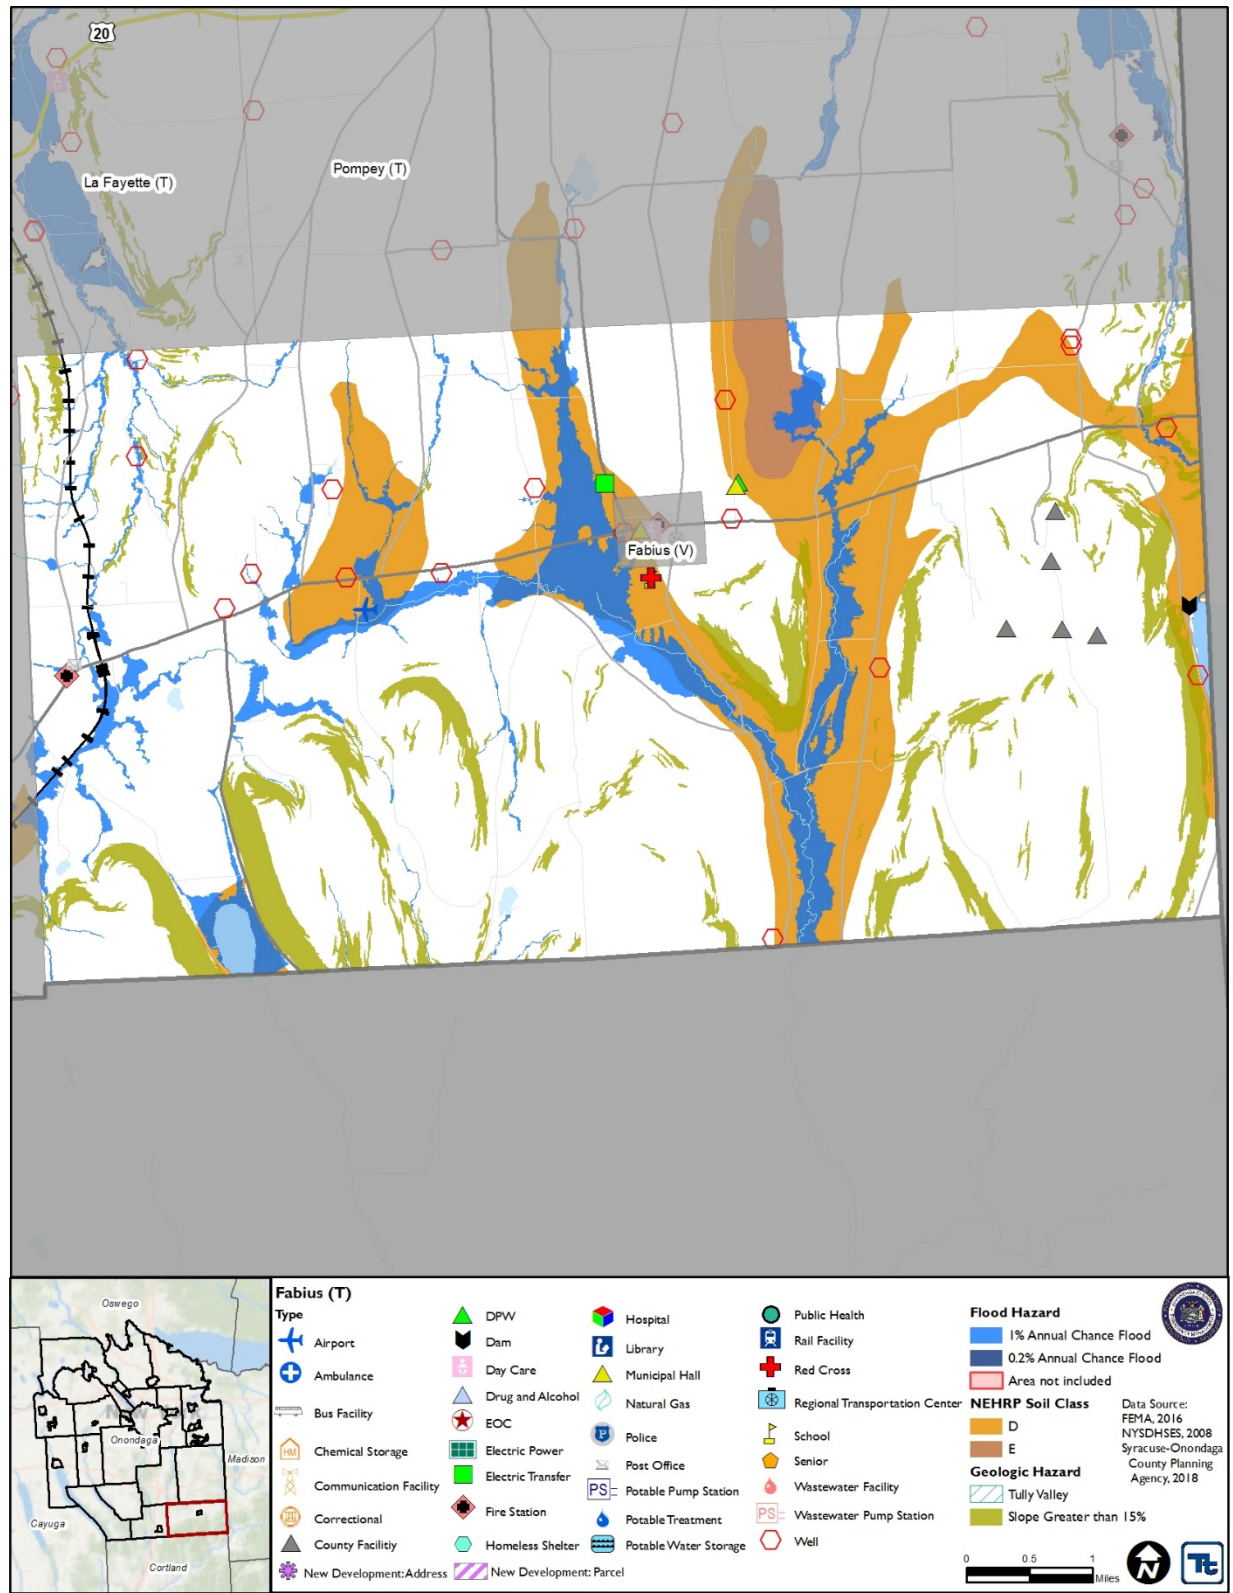 20
La Fayette (T)
Pompey (T)
Fabius (V)
Oswego
Onondaga
Madison
Cayuga
Cortland
Fabius (T)
Type
Airport
Ambulance
Bus Facility
HM
Chemical Storage
Communication Facility
Correctional
County Facilitiy
New Development: Address
DPW
Dam
Day Care
Drug and Alcohol
EOC
Electric Power
Electric Transfer
Fire Station
Homeless Shelter
New Development: Parcel
Hospital
Library
Municipal Hall
Natural Gas
Police
Post Office
PS
Potable Pump Station
Potable Treatment
Potable Water Storage
Public Health
Rail Facility
Red Cross
Regional Transportation Center
School
Senior
Wastewater Facility
PS
Wastewater Pump Station
Well
Flood Hazard
1% Annual Chance Flood
0.2% Annual Chance Flood
Area not included
NEHRP Soil Class
D
E
Geologic Hazard
Tully Valley
Slope Greater than 15%
Data Source:
FEMA, 2016
NYSDHSES, 2008
Syracuse-Onondaga
County Planning
Agency, 2018
0 0.5 1
Miles
N
Tt